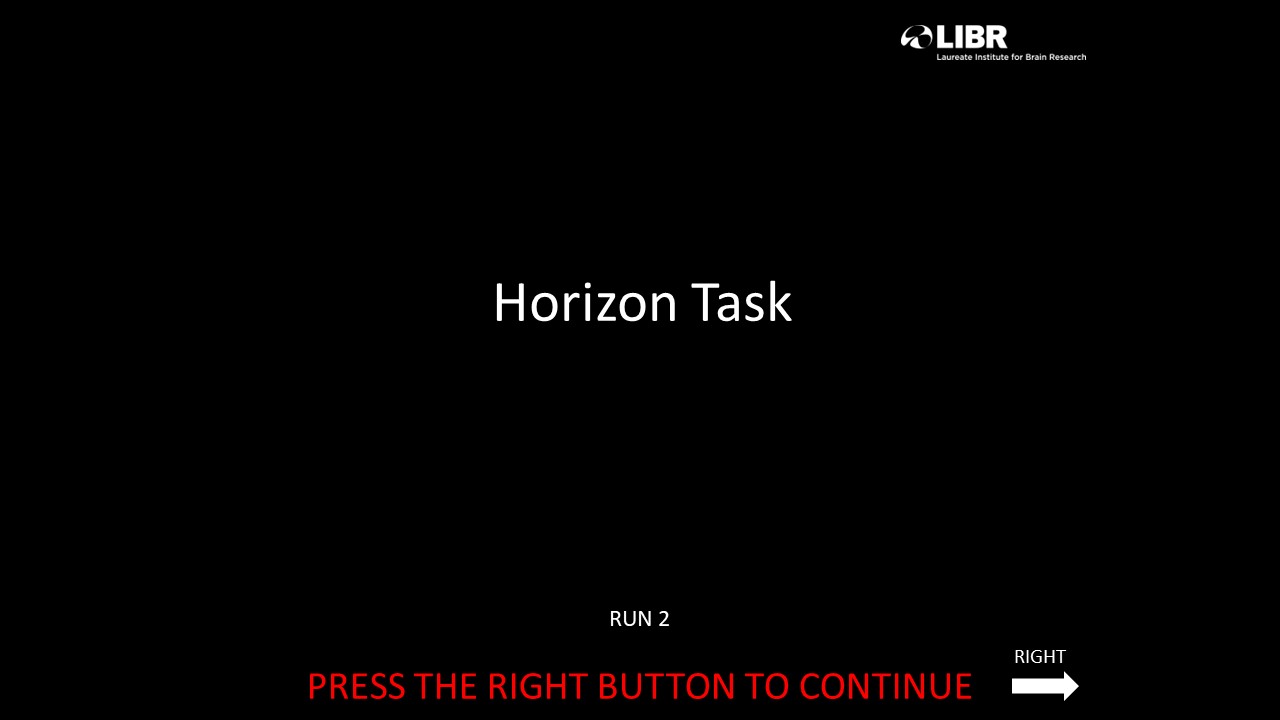 LIBR
Laureate Institute for Brain Research
Horizon Task
RUN 2
RIGHT
PRESS THE RIGHT BUTTON TO CONTINUE